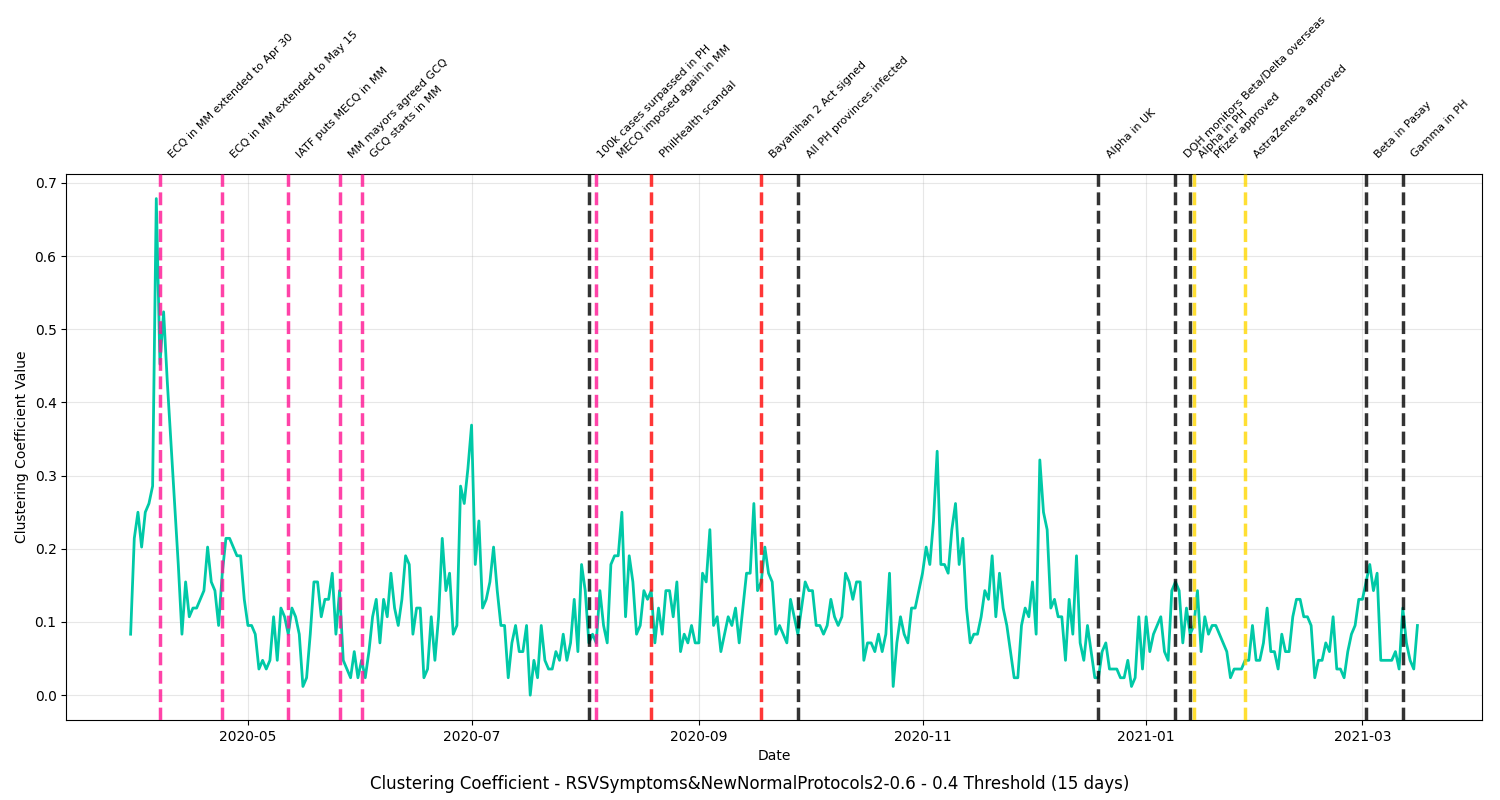 ECQ in MM extended to Apr 30
ECQ in MM extended to May 15
IATF puts MECQ in MM
MM mayors agreed GCQ
GCQ starts in MM
100k cases surpassed in PH
MECQ imposed again in MM
PhilHealth scandal
Bayanihan 2 Act signed
All PH provinces infected
Alpha in UK
DOH monitors Beta/Delta overseas
Alpha in PH
Pfizer approved
AstraZeneca approved
Beta in Pasay
Gamma in PH
Clustering Coefficient Value
0.7
0.6
0.5
0.4
0.3
0.2
0.1
0.0
2020-05
2020-07
2020-09
2020-11
2021-01
2021-03
Date
Clustering Coefficient - RSVSymptoms&NewNormalProtocols2-0.6 - 0.4 Threshold (15 days)